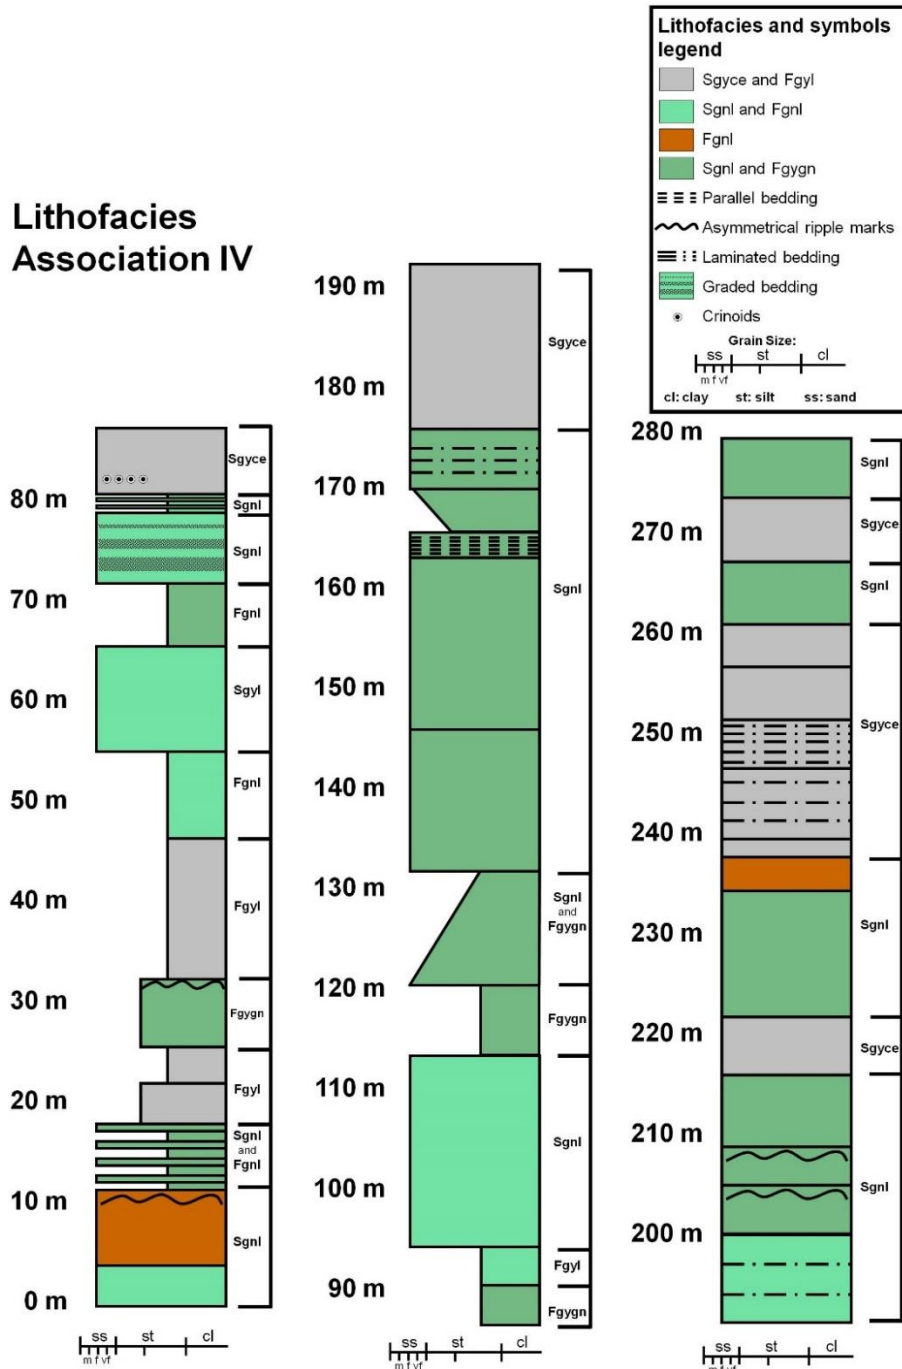 Lithofacies and symbols
legend
Sgyce and Fgyl
Sgnl and Fgnl
Fgnl
Sgnl and Fgygn
Parallel bedding
Asymmetrical ripple marks
Laminated bedding
Graded bedding
Crinoids
Grain Size:
ss st cl
m f vf
cl: clay st: silt ss: sand
Lithofacies
Association IV
80 m
70 m
60 m
50 m
40 m
30 m
20 m
10 m
0 m
Sgyce
Sgnl
Sgnl
Fgnl
Sgyl
Fgnl
Fgyl
Fgygn
Fgyl
Sgnl
and
Fgnl
Sgnl
ss st cl
m f vf
190 m
180 m
170 m
160 m
150 m
140 m
130 m
120 m
110 m
100 m
90 m
Sgyce
Sgnl
Sgnl
and
Fgygn
Fgygn
Sgnl
Fgyl
Fgygn
ss st cl
m f vf
280 m
270 m
260 m
250 m
240 m
230 m
220 m
210 m
200 m
Sgnl
Sgyce
Sgnl
Sgyce
Sgnl
Sgyce
Sgnl
ss st cl
m f vf